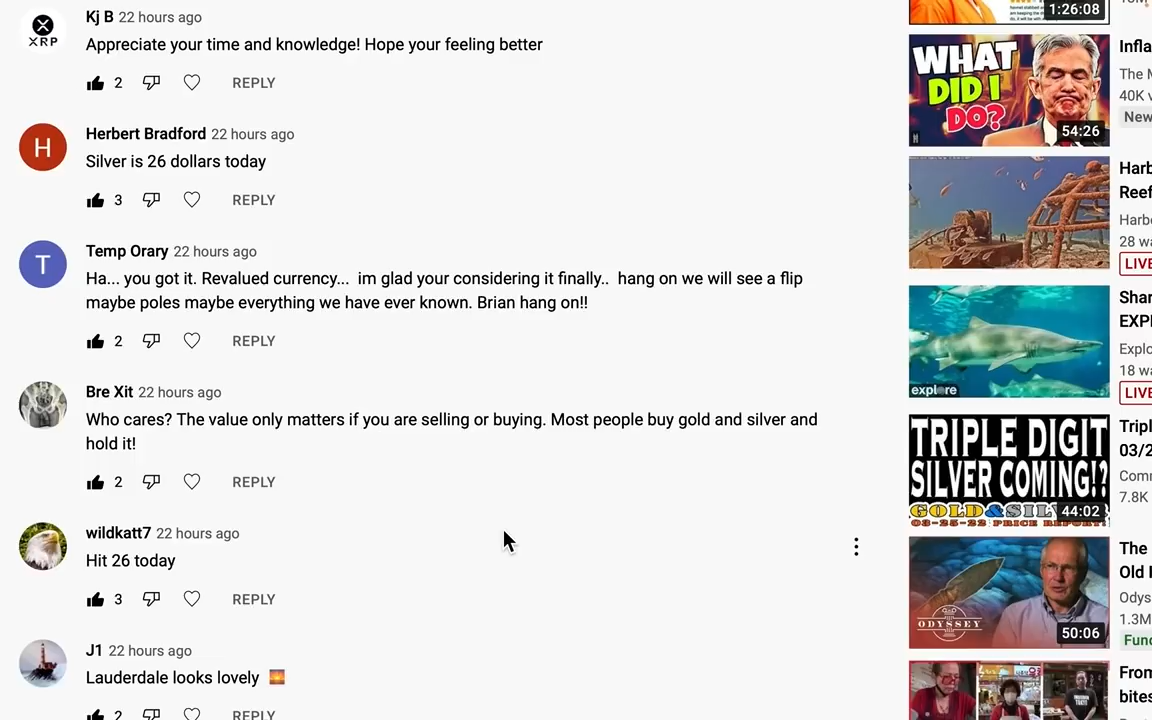 XRP
Kj B 22 hours ago
Appreciate your time and knowledge! Hope your feeling better
2 REPLY
H
Herbert Bradford 22 hours ago
Silver is 26 dollars today
3 REPLY
T
Temp Orary 22 hours ago
Ha... you got it. Revalued currency... im glad your considering it finally.. hang on we will see a flip
maybe poles maybe everything we have ever known. Brian hang on!!
2 REPLY
Bre Xit 22 hours ago
Who cares? The value only matters if you are selling or buying. Most people buy gold and silver and
hold it!
2 REPLY
wildkatt7 22 hours ago
Hit 26 today
3 REPLY
J1 22 hours ago
Lauderdale looks lovely 🌅
2 REPLY
1:26:08
WHAT
DID I
DO?
54:26
Infla
The M
40K v
New
Harb
Reef
Harbo
28 wa
LIVE
explore
Shar
EXPI
Explo
18 wa
LIVE
TRIPLE DIGIT
SILVER COMING!?
GOLD & SIL
03-25-22 PRICE REPORT!
44:02
Tripl
03/2
Com
7.8K
ODYSSEY
50:06
The
Old
Odys
1.3M
Fund
From
bites